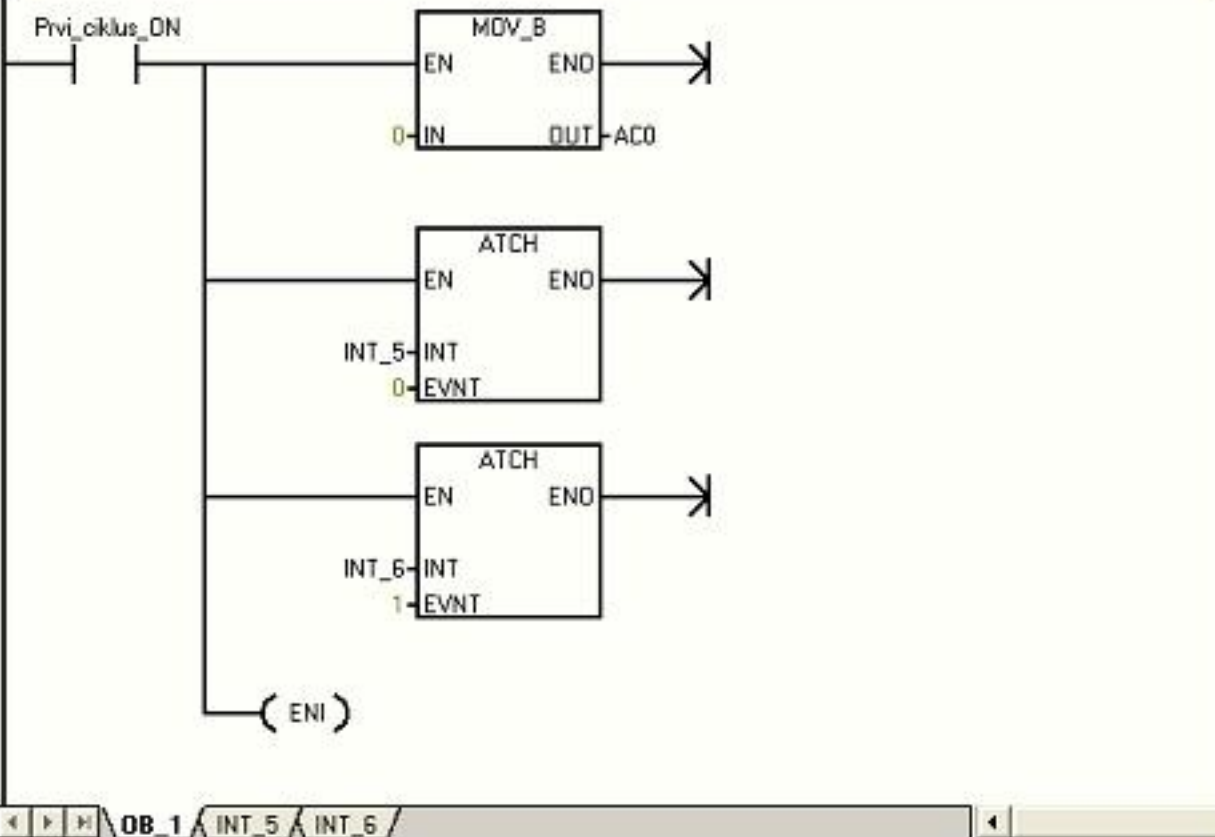 Prvi_ciklus_ON
MOV_B
EN ENO
0 IN OUT AC0
ATCH
EN ENO
INT_5 INT
0 EVNT
ATCH
EN ENO
INT_6 INT
1 EVNT
ENI
OB_1 INT_5 INT_6